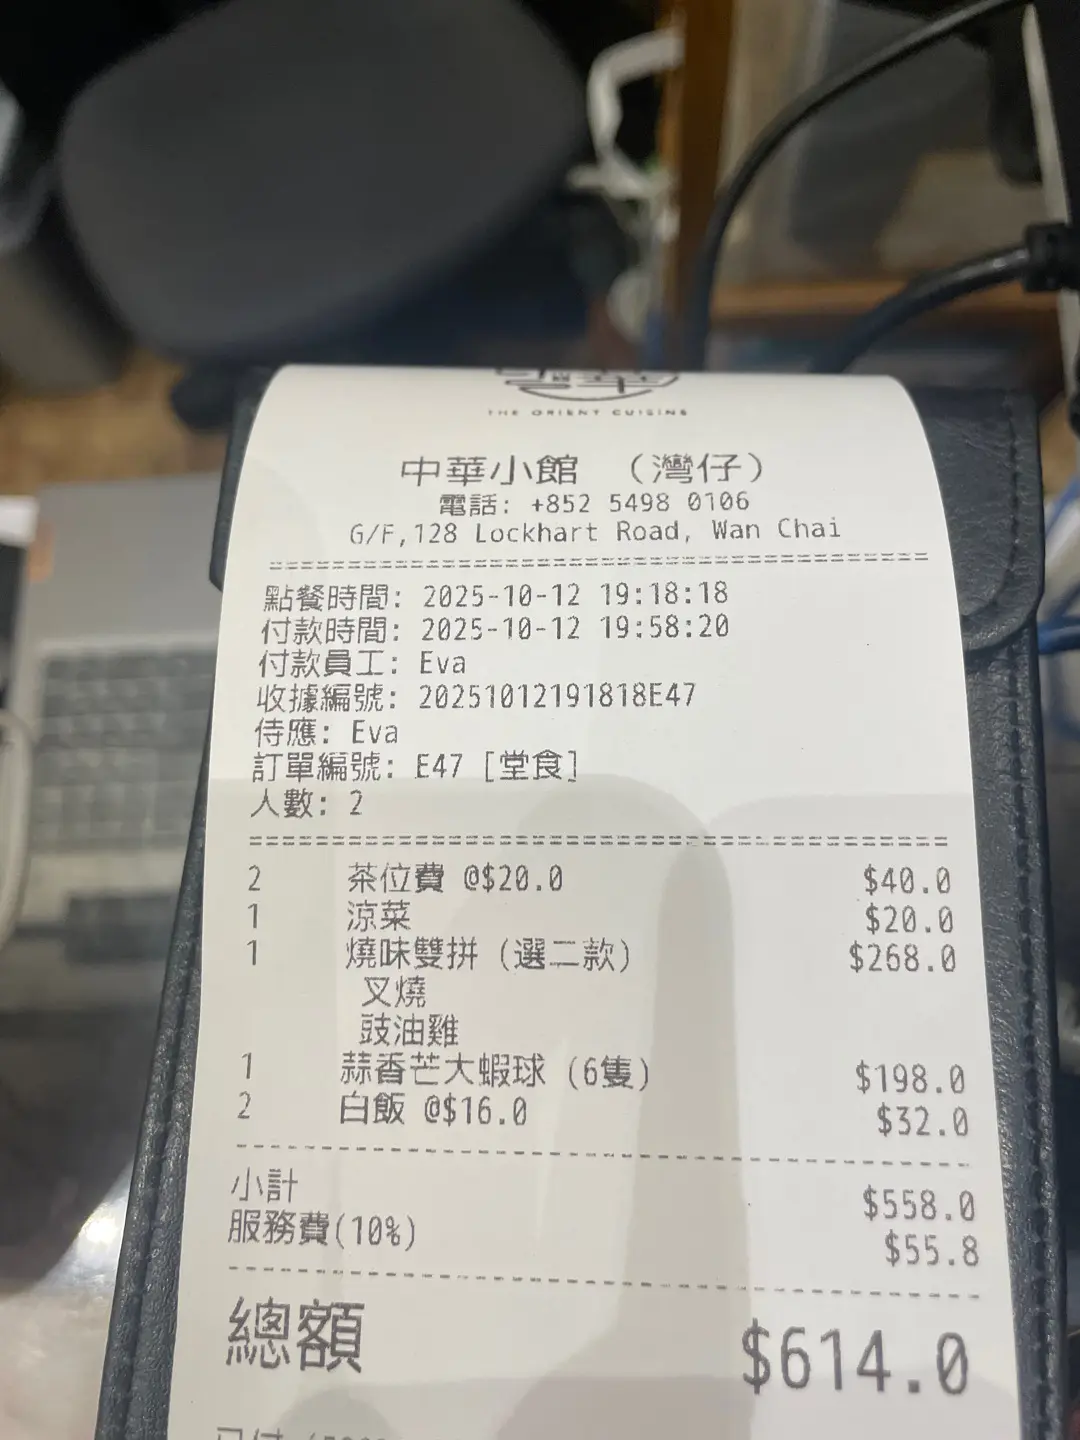 THE ORIENT CUISINE
中華小館 （灣仔）
電話: +852 5498 0106
G/F,128 Lockhart Road, Wan Chai
點餐時間: 2025-10-12 19:18:18
付款時間: 2025-10-12 19:58:20
付款員工: Eva
收據編號: 20251012191818E47
侍應: Eva
訂單編號: E47 [堂食]
人數: 2
2 茶位費 @$20.0 $40.0
1 涼菜 $20.0
1 燒味雙拼 (選二款) $268.0
叉燒
豉油雞
1 蒜香芒大蝦球 (6隻) $198.0
2 白飯 @$16.0 $32.0
小計 $558.0
服務費(10%) $55.8
總額 $614.0